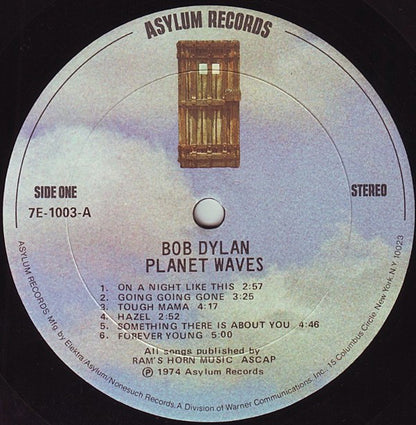 ASYLUM RECORDS
SIDE ONE
STEREO
7E-1003-A
BOB DYLAN
PLANET WAVES
1. ON A NIGHT LIKE THIS 2:57
2. GOING GOING GONE 3:25
3. TOUGH MAMA 4:17
4. HAZEL 2:52
5. SOMETHING THERE IS ABOUT YOU 4:46
6. FOREVER YOUNG 5:00
All songs published by
RAM'S HORN MUSIC ASCAP
Ⓟ 1974 Asylum Records
ASYLUM RECORDS, Mfg. by Elektra/Asylum/Nonesuch Records, A Division of Warner Communications, Inc. · 15 Columbus Circle, New York, N.Y. 10023